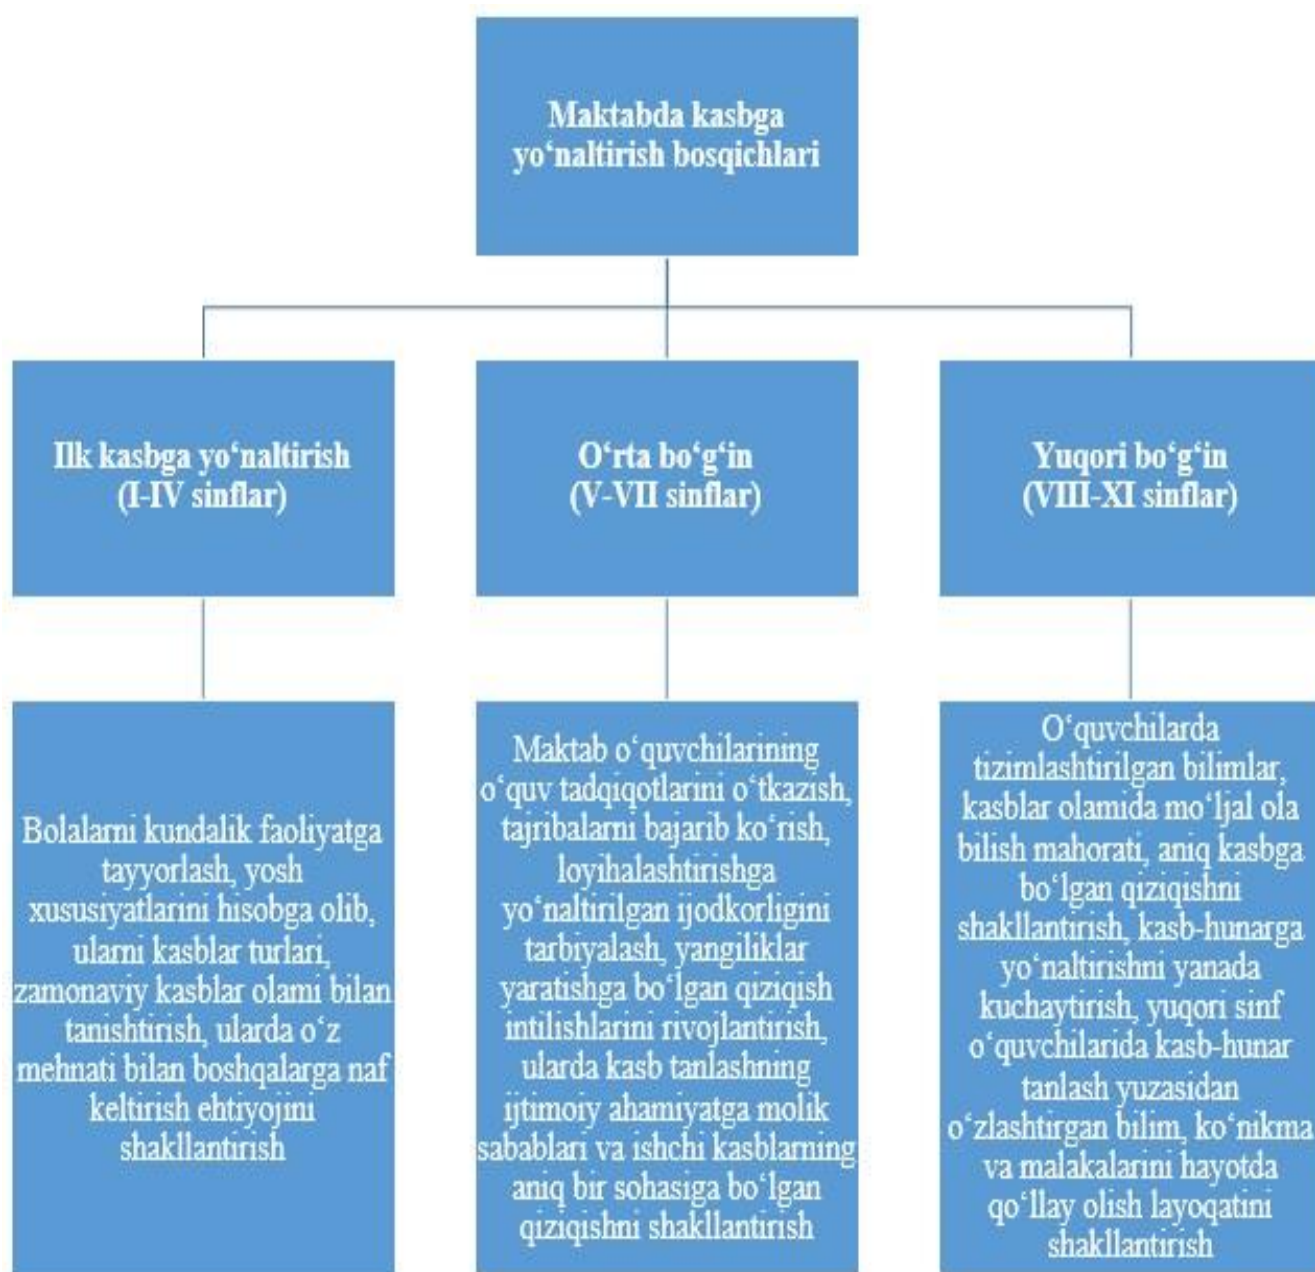 Maktabda kasbga
yo‘naltirish bosqichlari
Ilk kasbga yo‘naltirish
(I-IV sinflar)
O‘rta bo‘g‘in
(V-VII sinflar)
Yuqori bo‘g‘in
(VIII-XI sinflar)
Bolalarni kundalik faoliyatga
tayyorlash, yosh
xususiyatlarini hisobga olib,
ularni kasblar turlari,
zamonaviy kasblar olami bilan
tanishtirish, ularda o‘z
mehnati bilan boshqalarga naf
keltirish ehtiyojini
shakllantirish
Maktab o‘quvchilarining
o‘quv tadqiqotlarini o‘tkazish,
tajribalarni bajarib ko‘rish,
loyihalashtirishga
yo‘naltirilgan ijodkorligini
tarbiyalash, yangiliklar
yaratishga bo‘lgan qiziqish
intilishlarini rivojlantirish,
ularda kasb tanlashning
ijtimoiy ahamiyatga molik
sabablari va ishchi kasblarning
aniq bir sohasiga bo‘lgan
qiziqishni shakllantirish
O‘quvchilarda
tizimlashtirilgan bilimlar,
kasblar olamida mo‘ljal ola
bilish mahorati, aniq kasbga
bo‘lgan qiziqishni
shakllantirish, kasb-hunarga
yo‘naltirishni yanada
kuchaytirish, yuqori sinf
o‘quvchilarida kasb-hunar
tanlash yuzasidan
o‘zlashtirgan bilim, ko‘nikma
va malakalarini hayotda
qo‘llay olish layoqatini
shakllantirish